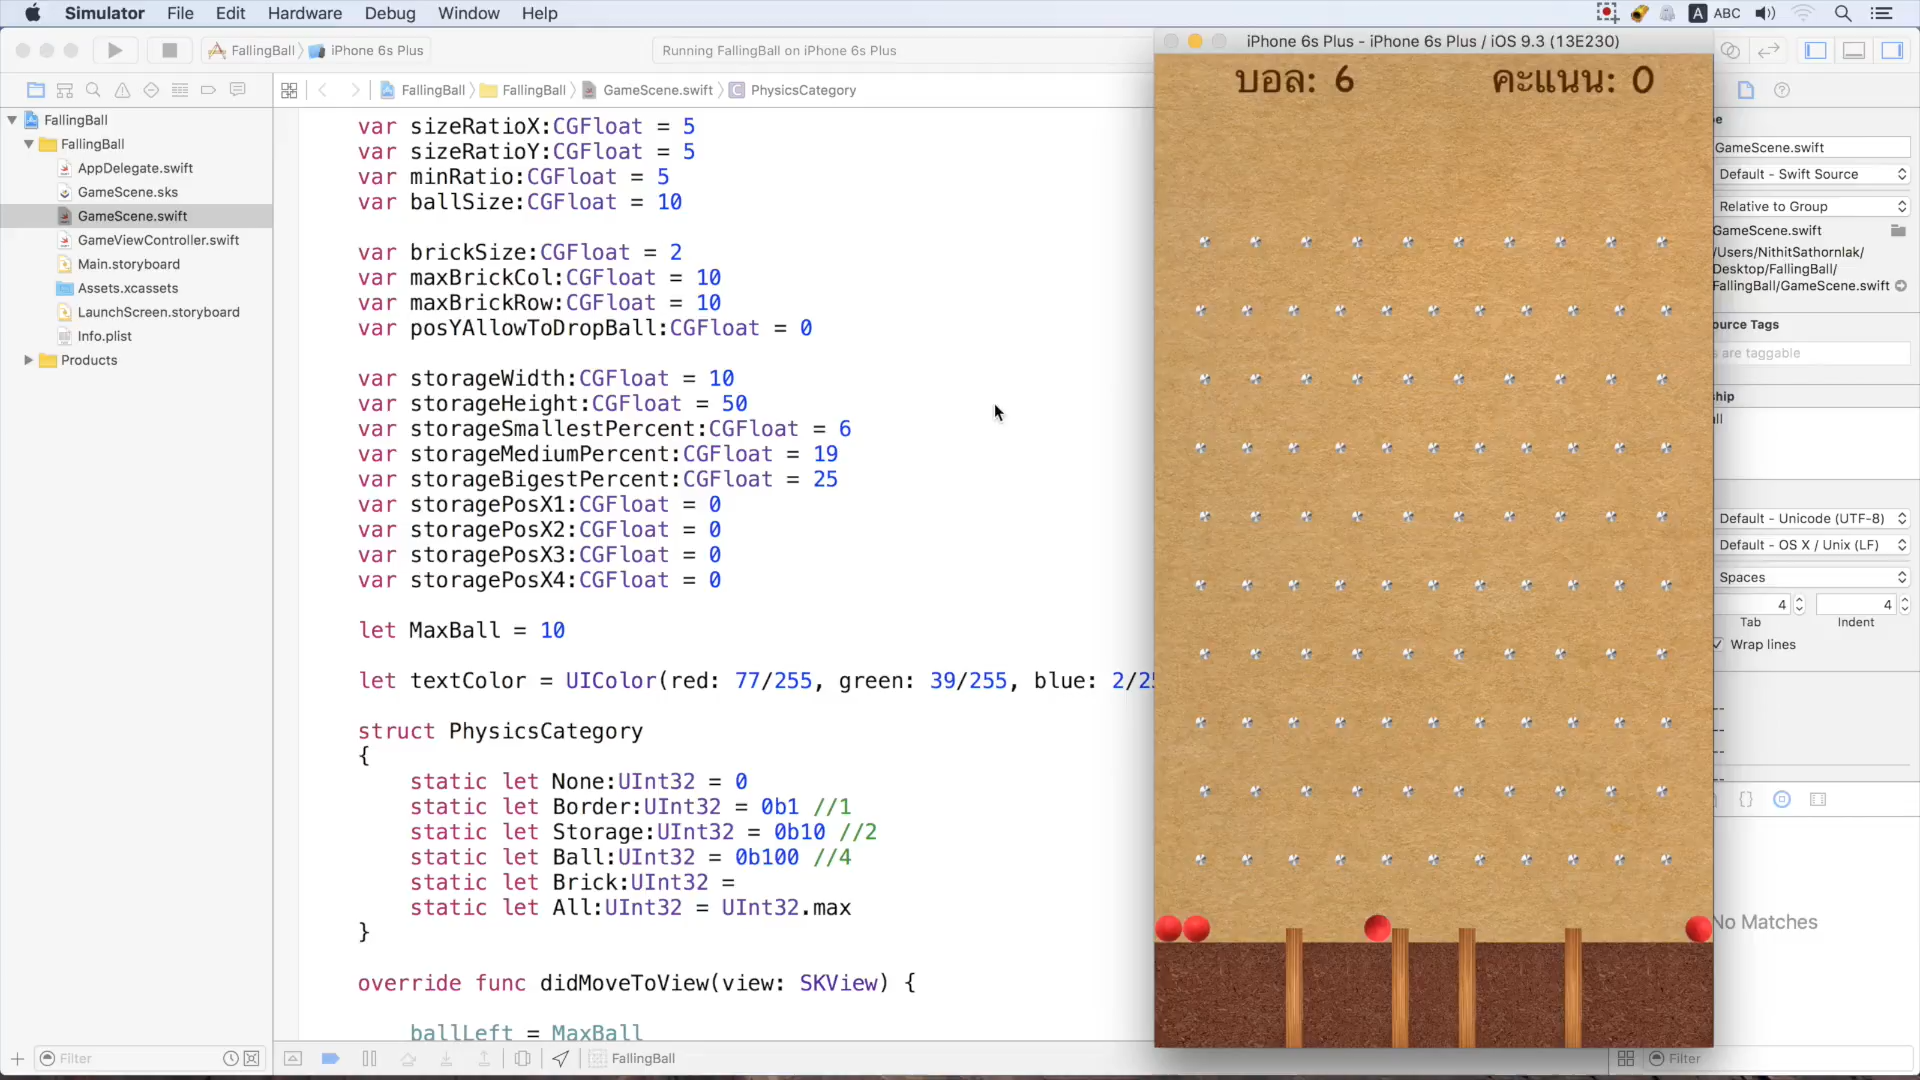 Simulator File Edit Hardware Debug Window Help
A ABC
FallingBall iPhone 6s Plus
Running FallingBall on iPhone 6s Plus
FallingBall FallingBall GameScene.swift C PhysicsCategory
FallingBall
FallingBall
AppDelegate.swift
GameScene.sks
GameScene.swift
GameViewController.swift
Main.storyboard
Assets.xcassets
LaunchScreen.storyboard
Info.plist
Products
Filter
var sizeRatioX:CGFloat = 5
var sizeRatioY:CGFloat = 5
var minRatio:CGFloat = 5
var ballSize:CGFloat = 10
var brickSize:CGFloat = 2
var maxBrickCol:CGFloat = 10
var maxBrickRow:CGFloat = 10
var posYAllowToDropBall:CGFloat = 0
var storageWidth:CGFloat = 10
var storageHeight:CGFloat = 50
var storageSmallestPercent:CGFloat = 6
var storageMediumPercent:CGFloat = 19
var storageBigestPercent:CGFloat = 25
var storagePosX1:CGFloat = 0
var storagePosX2:CGFloat = 0
var storagePosX3:CGFloat = 0
var storagePosX4:CGFloat = 0
let MaxBall = 10
let textColor = UIColor(red: 77/255, green: 39/255, blue: 2/25
struct PhysicsCategory
{
static let None:UInt32 = 0
static let Border:UInt32 = 0b1 //1
static let Storage:UInt32 = 0b10 //2
static let Ball:UInt32 = 0b100 //4
static let Brick:UInt32 =
static let All:UInt32 = UInt32.max
}
override func didMoveToView(view: SKView) {
ballLeft = MaxBall
FallingBall
iPhone 6s Plus - iPhone 6s Plus / iOS 9.3 (13E230)
บอล: 6 คะแนน: 0
GameScene.swift
Default - Swift Source
Relative to Group
GameScene.swift
/Users/NithitSathornlak/
Desktop/FallingBall/
FallingBall/GameScene.swift
ource Tags
s are taggable
ship
all
Default - Unicode (UTF-8)
Default - OS X / Unix (LF)
Spaces
4 4
Tab Indent
Wrap lines
{}
No Matches
Filter